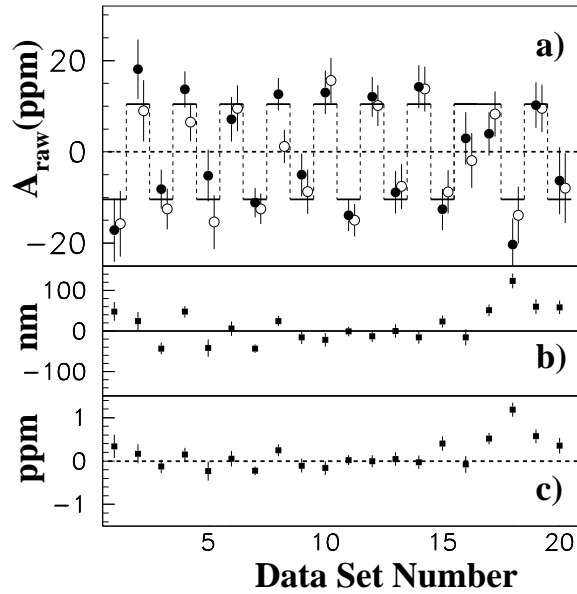 a)
20
0
−20
A_raw(ppm)
100
0
−100
nm
b)
1
0
−1
ppm
c)
5 10 15 20
Data Set Number